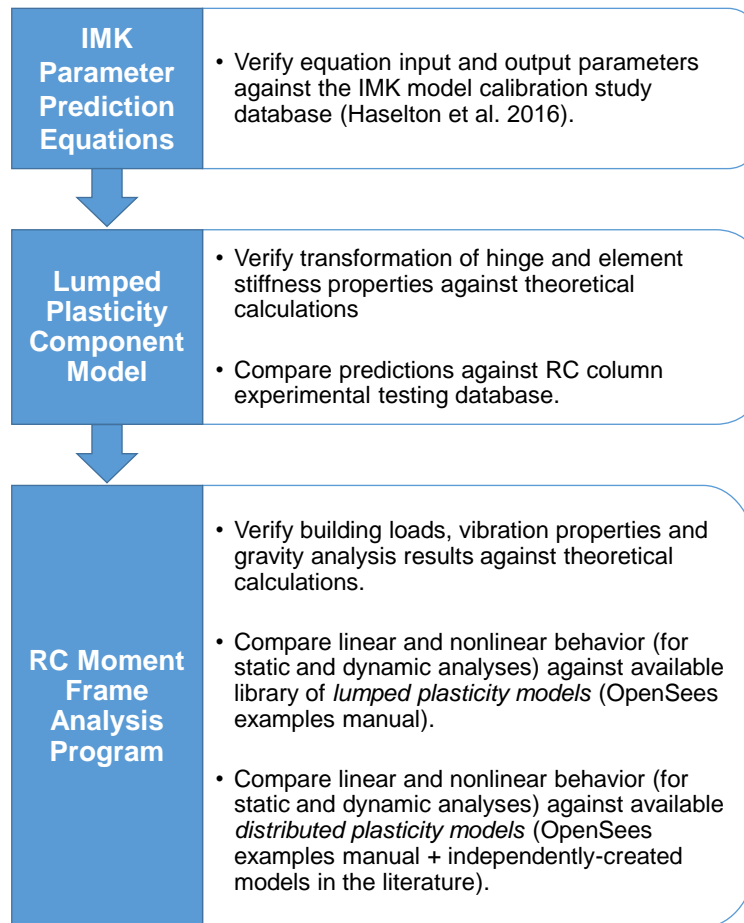 IMK
Parameter
Prediction
Equations
• Verify equation input and output parameters
against the IMK model calibration study
database (Haselton et al. 2016).
Lumped
Plasticity
Component
Model
• Verify transformation of hinge and element
stiffness properties against theoretical
calculations
• Compare predictions against RC column
experimental testing database.
RC Moment
Frame
Analysis
Program
• Verify building loads, vibration properties and
gravity analysis results against theoretical
calculations.
• Compare linear and nonlinear behavior (for
static and dynamic analyses) against available
library of lumped plasticity models (OpenSees
examples manual).
• Compare linear and nonlinear behavior (for
static and dynamic analyses) against available
distributed plasticity models (OpenSees
examples manual + independently-created
models in the literature).